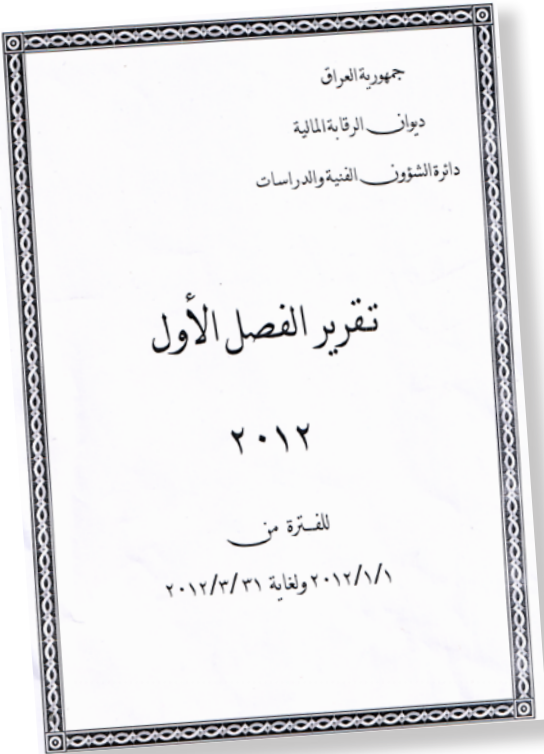 جمهورية العراق
ديوان الرقابة المالية
دائرة الشؤون الفنية والدراسات
تقرير الفصل الأول
٢٠١٢
للفترة من
٢٠١٢/١/١ ولغاية ٢٠١٢/٣/٣١